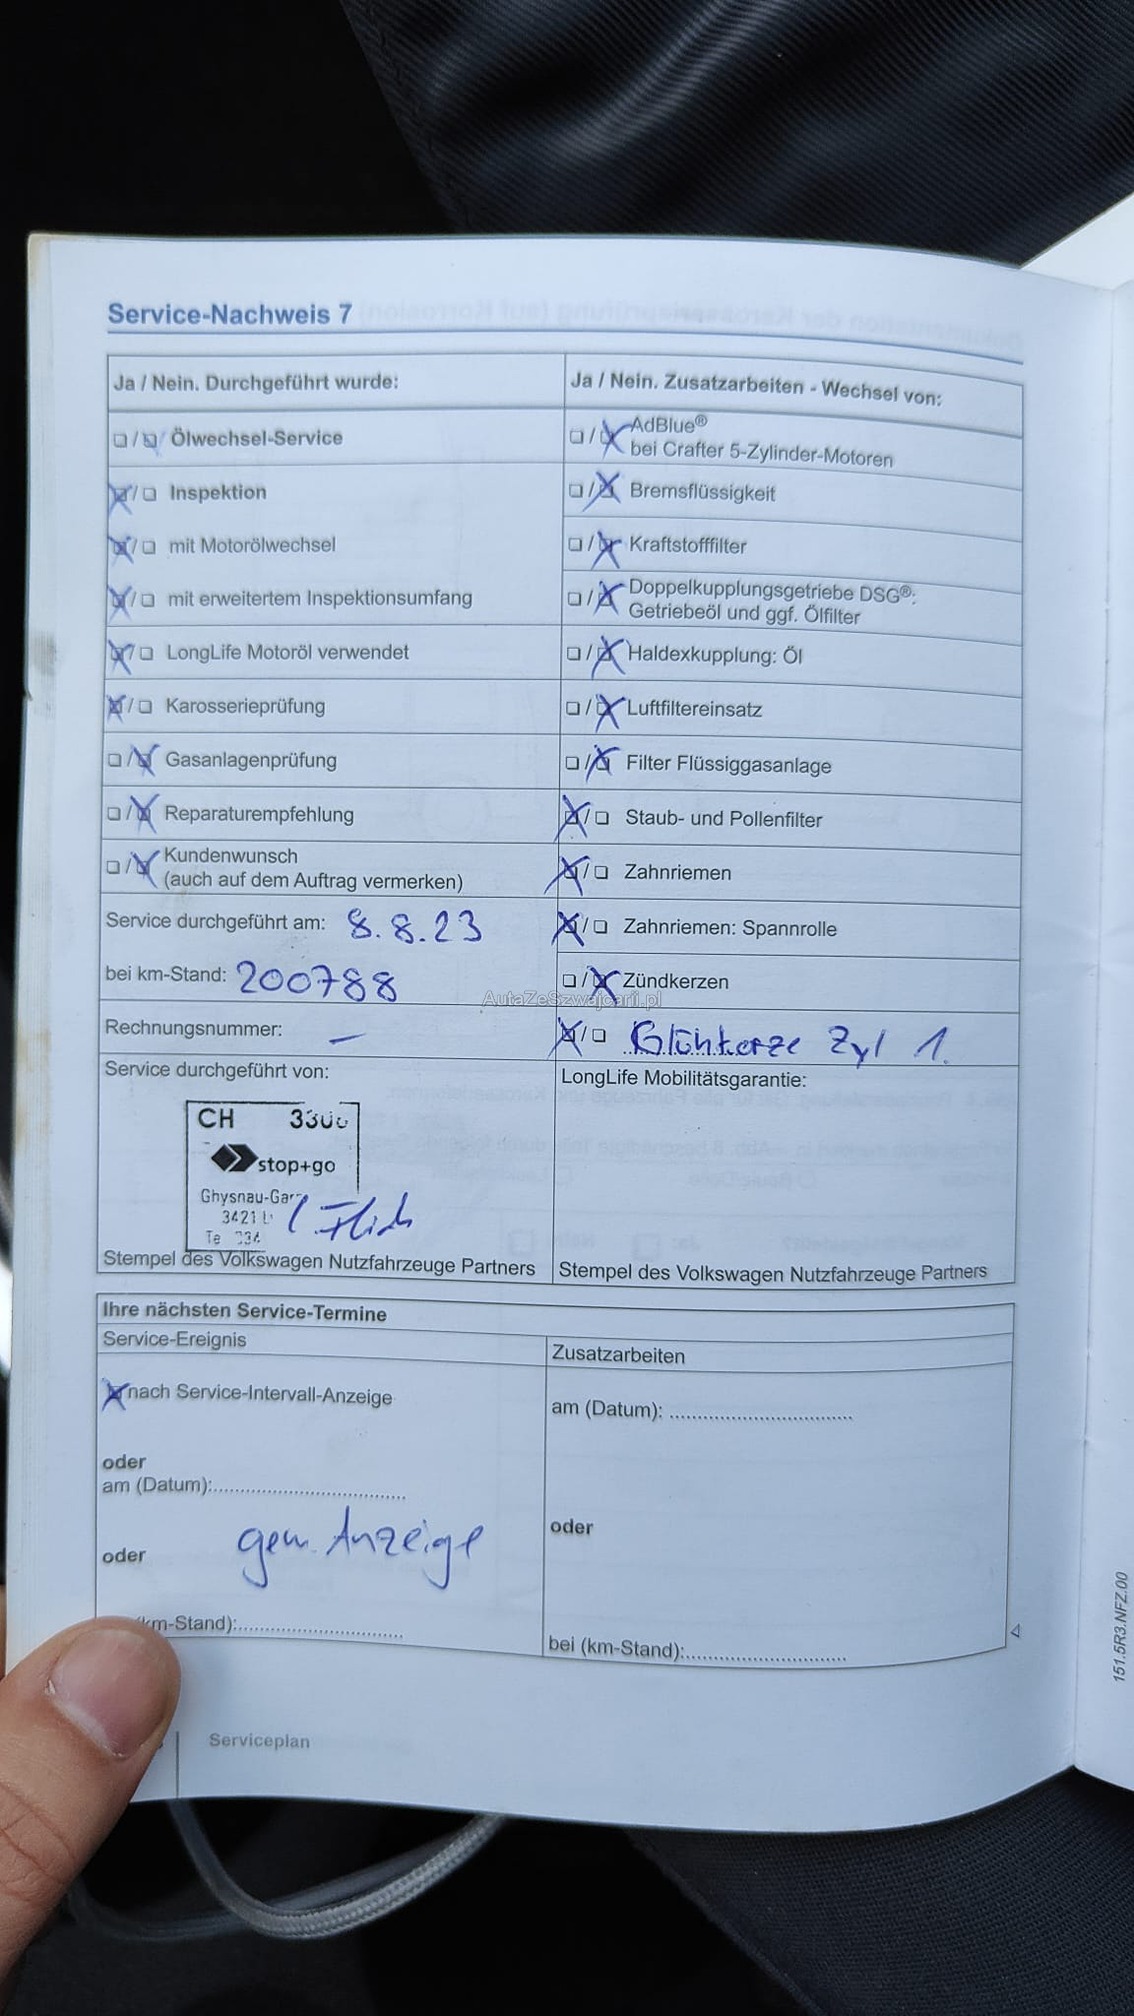 Service-Nachweis 7
Ja / Nein. Durchgeführt wurde:
☐ / ☒ Ölwechsel-Service
☒ / ☐ Inspektion
☒ / ☐ mit Motorölwechsel
☒ / ☐ mit erweitertem Inspektionsumfang
☒ / ☐ LongLife Motoröl verwendet
☒ / ☐ Karosserieprüfung
☐ / ☒ Gasanlagenprüfung
☐ / ☒ Reparaturempfehlung
☐ / ☒ Kundenwunsch
(auch auf dem Auftrag vermerken)
Service durchgeführt am: 8.8.23
bei km-Stand: 200788
Rechnungsnummer: —
Service durchgeführt von:
CH
stop+go
Ghysnau-Gar
3421
Stempel des Volkswagen Nutzfahrzeuge Partners
Ja / Nein. Zusatzarbeiten - Wechsel von:
☐ / ☒ AdBlue®
bei Crafter 5-Zylinder-Motoren
☐ / ☒ Bremsflüssigkeit
☐ / ☒ Kraftstofffilter
☐ / ☒ Doppelkupplungsgetriebe DSG®:
Getriebeöl und ggf. Ölfilter
☐ / ☒ Haldexkupplung: Öl
☐ / ☒ Luftfiltereinsatz
☐ / ☒ Filter Flüssiggasanlage
☒ / ☐ Staub- und Pollenfilter
☒ / ☐ Zahnriemen
☒ / ☐ Zahnriemen: Spannrolle
☐ / ☒ Zündkerzen
AutaZeSzwajcarii.pl
☒ / ☐ Glühkerze Zyl 1.
LongLife Mobilitätsgarantie:
Stempel des Volkswagen Nutzfahrzeuge Partners
Ihre nächsten Service-Termine
Service-Ereignis
☒ nach Service-Intervall-Anzeige
oder
am (Datum):
gem. Anzeige
oder
km-Stand):
Zusatzarbeiten
am (Datum):
oder
bei (km-Stand):
151.5R3.NFZ.00
Serviceplan